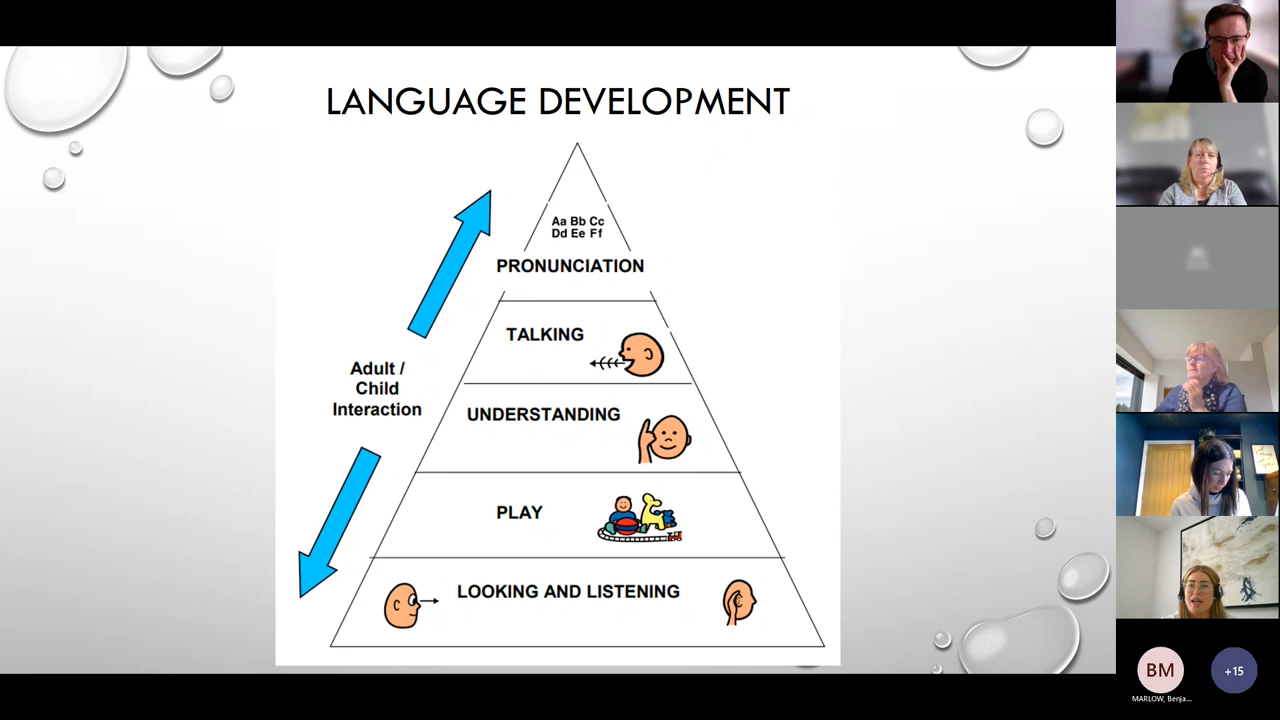 LANGUAGE DEVELOPMENT
Aa Bb Cc
Dd Ee Ff
PRONUNCIATION
TALKING
Adult /
Child
Interaction
UNDERSTANDING
PLAY
LOOKING AND LISTENING
BM
+15
MARLOW, Benja...